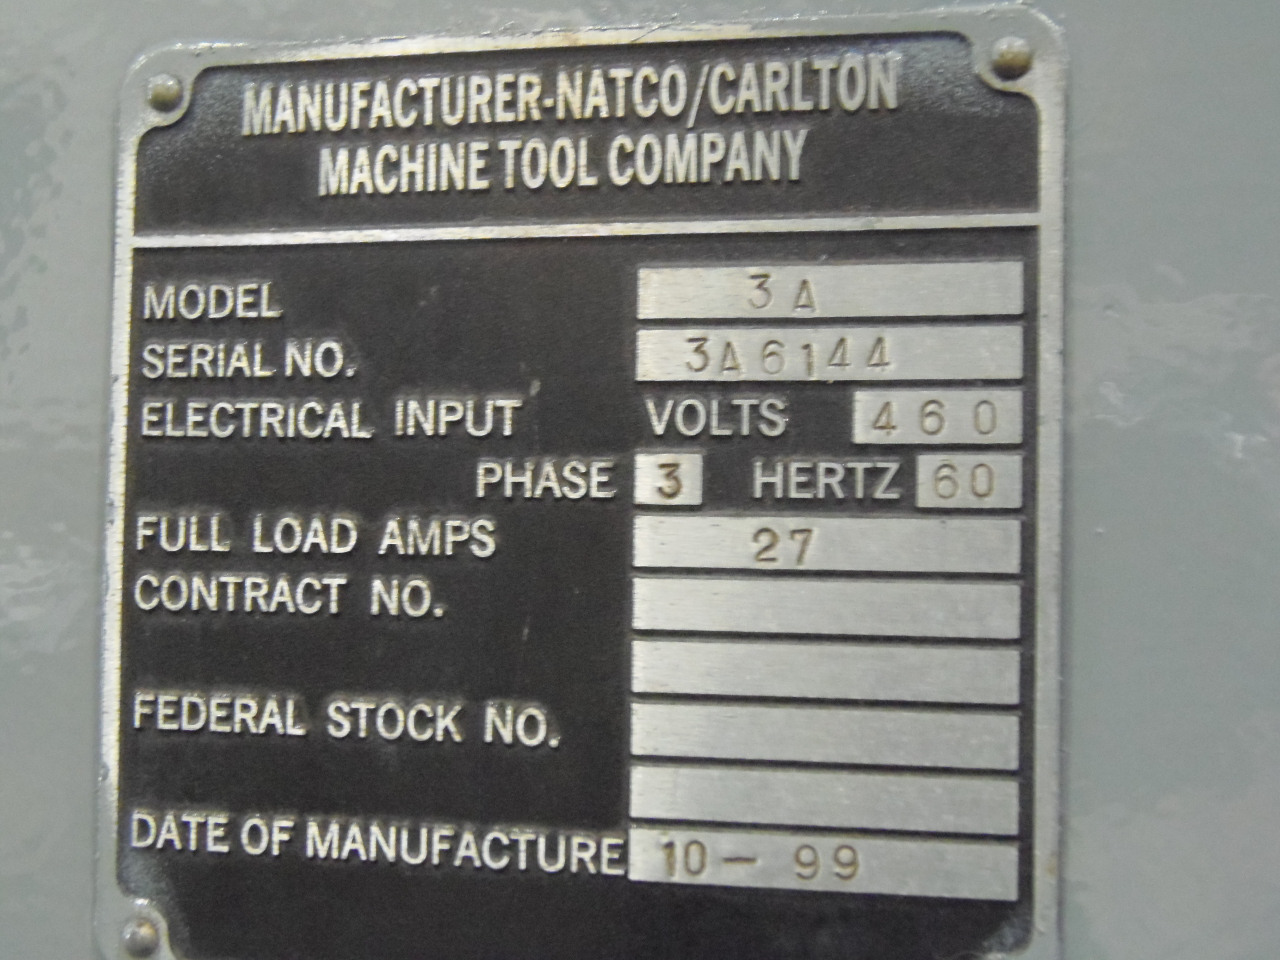 MANUFACTURER-NATCO/CARLTON
MACHINE TOOL COMPANY
MODEL 3A
SERIAL NO. 3A6144
ELECTRICAL INPUT VOLTS 460
PHASE 3 HERTZ 60
FULL LOAD AMPS 27
CONTRACT NO.
FEDERAL STOCK NO.
DATE OF MANUFACTURE 10-99